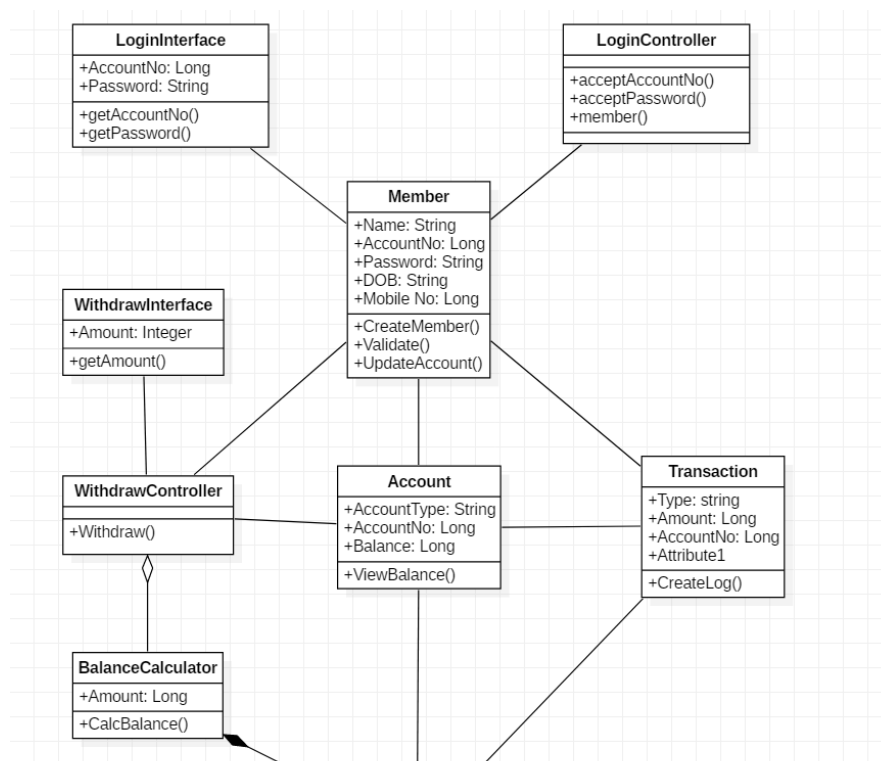 LoginInterface
+AccountNo: Long
+Password: String
+getAccountNo()
+getPassword()
LoginController
+acceptAccountNo()
+acceptPassword()
+member()
Member
+Name: String
+AccountNo: Long
+Password: String
+DOB: String
+Mobile No: Long
+CreateMember()
+Validate()
+UpdateAccount()
WithdrawInterface
+Amount: Integer
+getAmount()
WithdrawController
+Withdraw()
Account
+AccountType: String
+AccountNo: Long
+Balance: Long
+ViewBalance()
Transaction
+Type: string
+Amount: Long
+AccountNo: Long
+Attribute1
+CreateLog()
BalanceCalculator
+Amount: Long
+CalcBalance()